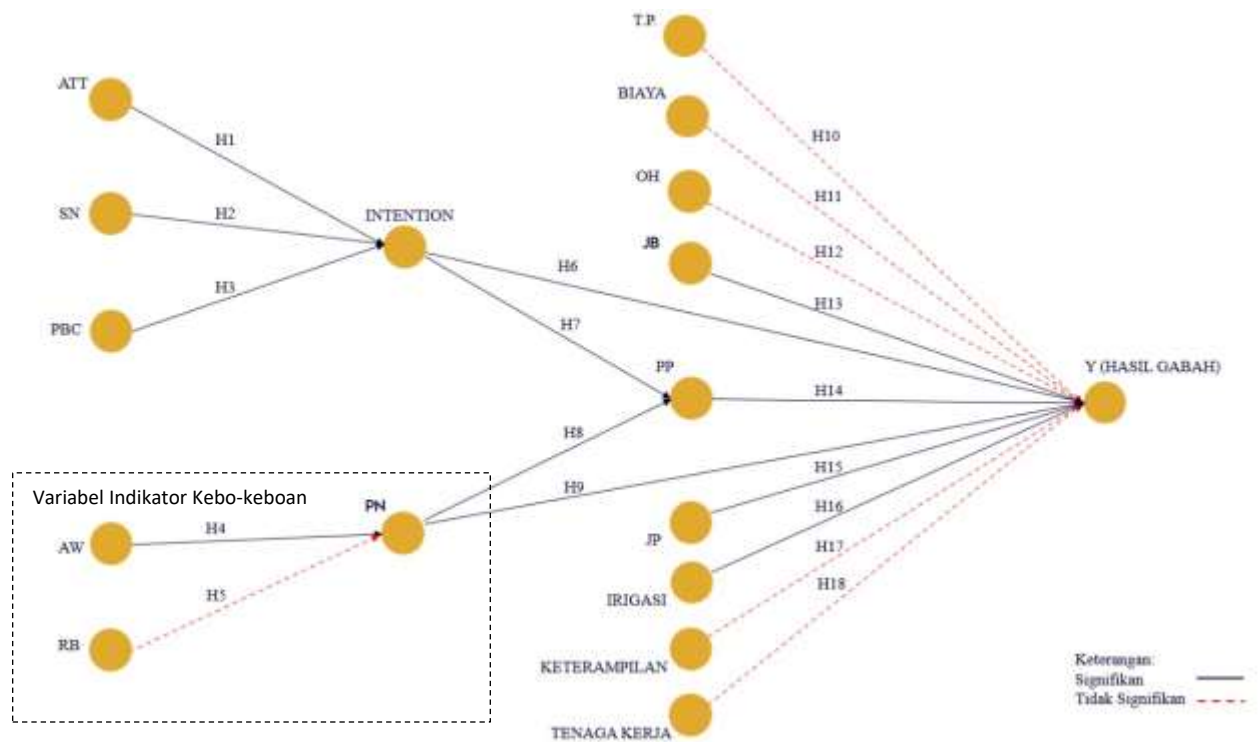 T.P.
ATT
BIAYA
H1
H10
OH
H11
SN
H2
INTENTION
JB
H12
H6
H3
H13
PBC
H7
PP
Y (HASIL GABAH)
H14
H8
Variabel Indikator Kebo-keboan
PN
H9
H15
H4
H16
AW
JP
H17
H5
H18
IRIGASI
RB
KETERAMPILAN
Keterangan:
Signifikan
Tidak Signifikan
TENAGA KERJA